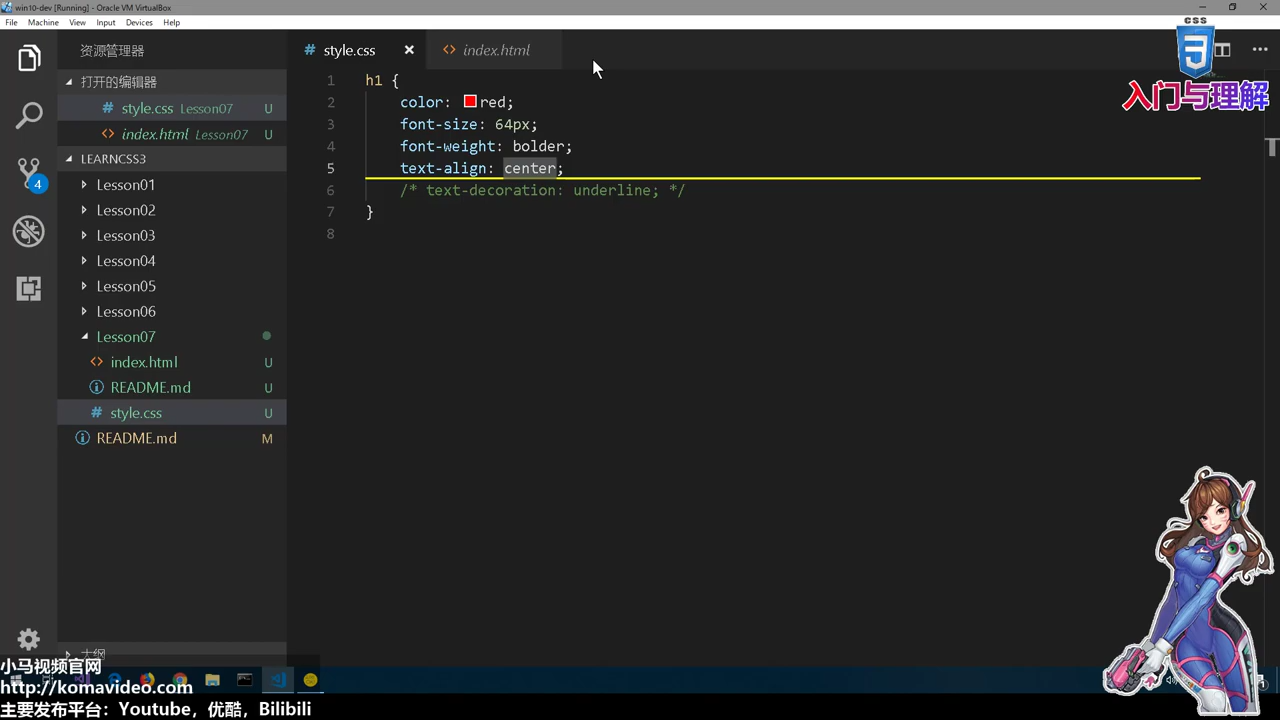 win10-dev [Running] - Oracle VM VirtualBox
File Machine View Input Devices Help
资源管理器
打开的编辑器
# style.css Lesson07 U
<> index.html Lesson07 U
LEARNCSS3
Lesson01
Lesson02
Lesson03
Lesson04
Lesson05
Lesson06
Lesson07
<> index.html U
README.md U
# style.css U
README.md M
大纲
4
# style.css
<> index.html
1 h1 {
2 color: red;
3 font-size: 64px;
4 font-weight: bolder;
5 text-align: center;
6 /* text-decoration: underline; */
7 }
8
CSS
3
入门与理解
小马视频官网
http://komavideo.com
主要发布平台：Youtube，优酷，Bilibili